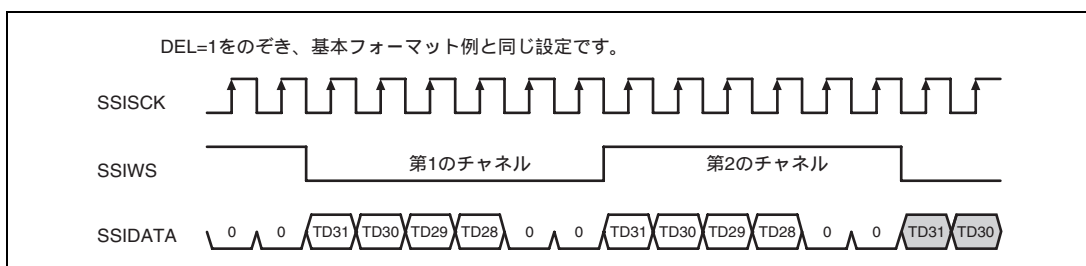 DEL=1をのぞき、基本フォーマット例と同じ設定です。
SSISCK
SSIWS 第1のチャネル 第2のチャネル
SSIDATA 0 0 TD31 TD30 TD29 TD28 0 0 TD31 TD30 TD29 TD28 0 0 TD31 TD30